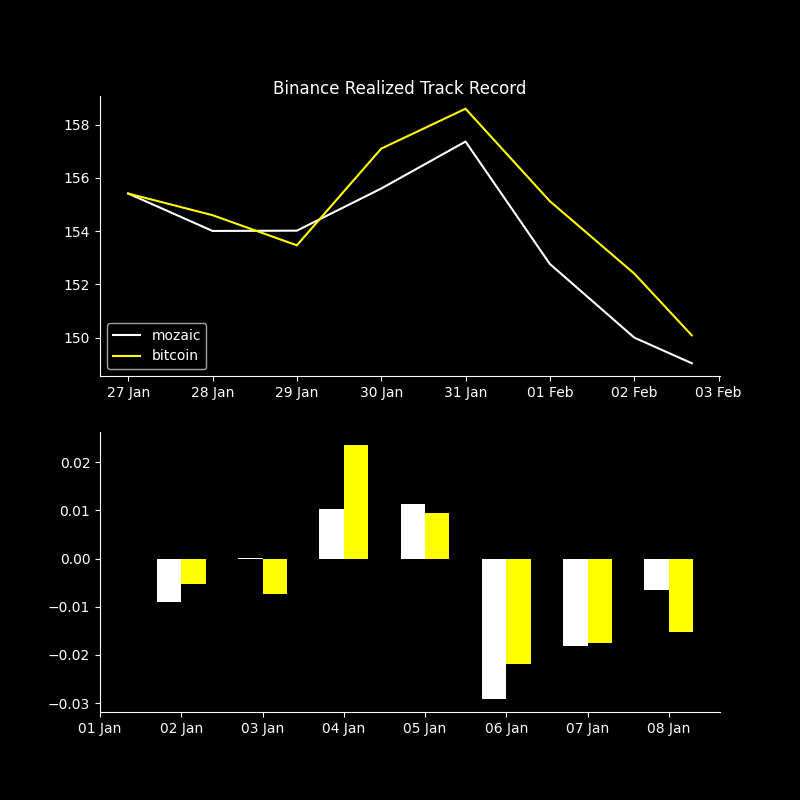 Binance Realized Track Record
158
156
154
152
150
mozaic
bitcoin
27 Jan 28 Jan 29 Jan 30 Jan 31 Jan 01 Feb 02 Feb 03 Feb
0.02
0.01
0.00
−0.01
−0.02
−0.03
01 Jan 02 Jan 03 Jan 04 Jan 05 Jan 06 Jan 07 Jan 08 Jan